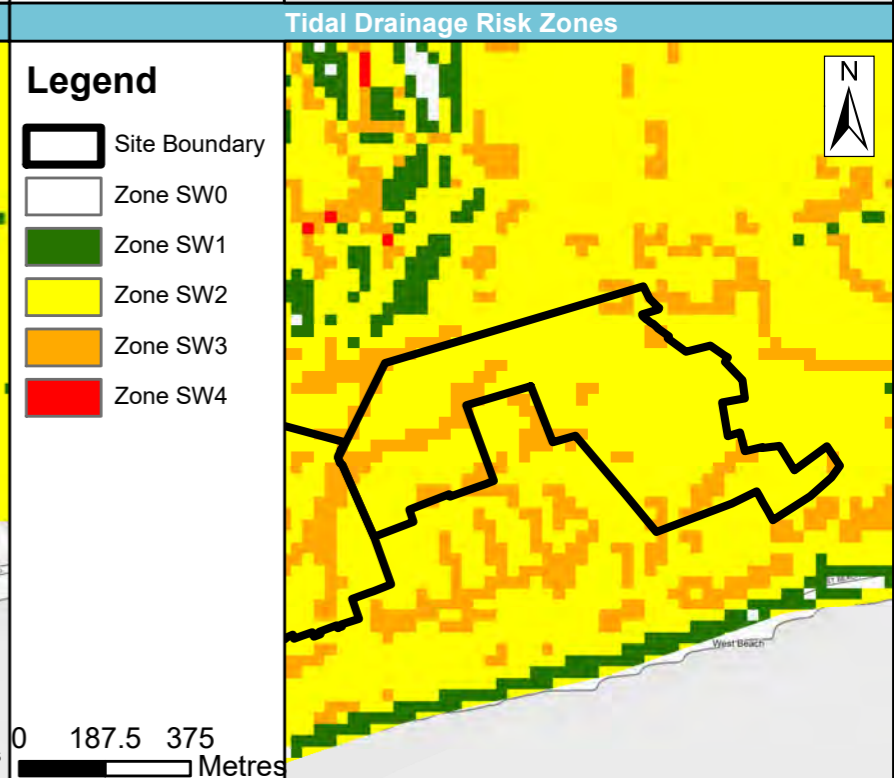 Tidal Drainage Risk Zones
Legend
Site Boundary
Zone SW0
Zone SW1
Zone SW2
Zone SW3
Zone SW4
0 187.5 375
Metres
N
West Beach